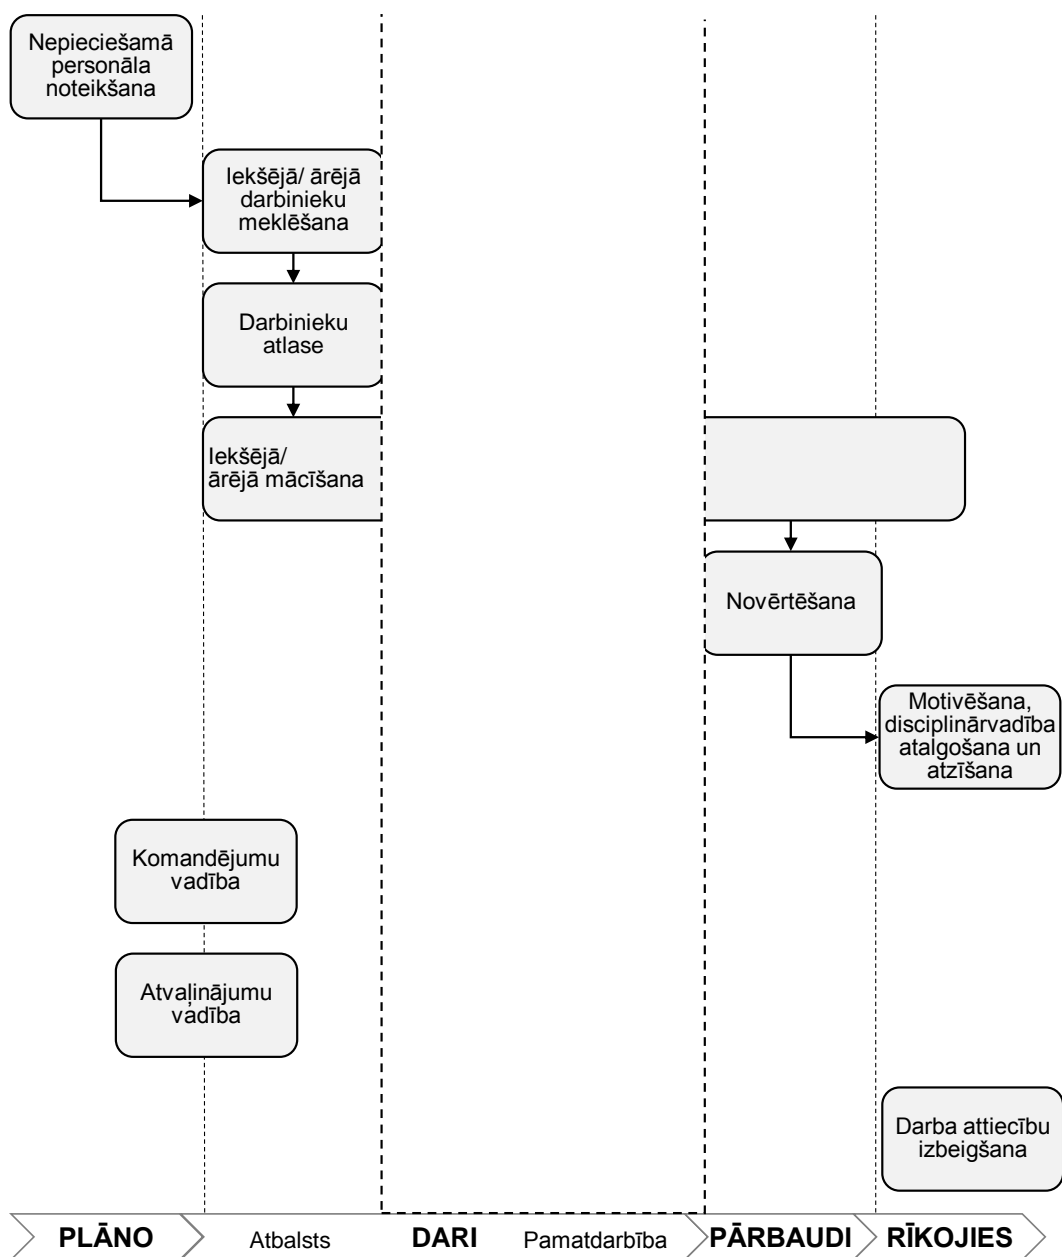 Nepieciešamā
personāla
noteikšana
Iekšējā/ ārējā
darbinieku
meklēšana
Darbinieku
atlase
Iekšējā/
ārējā mācīšana
Novērtēšana
Motivēšana,
disciplinārvadība
atalgošana un
atzīšana
Komandējumu
vadība
Atvaļinājumu
vadība
Darba attiecību
izbeigšana
PLĀNO
Atbalsts
DARI
Pamatdarbība
PĀRBAUDI
RĪKOJIES